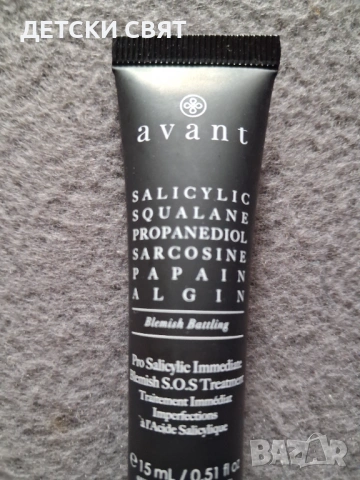 ДЕТСКИ СВЯТ
avant
SALICYLIC
SQUALANE
PROPANEDIOL
SARCOSINE
PAPAIN
ALGIN
Blemish Battling
Pro Salicylic Immediate
Blemish S.O.S Treatment
Traitement Immédiat
Imperfections
à l'Acide Salicylique
℮ 15 mL / 0.51 fl oz
BAZAR